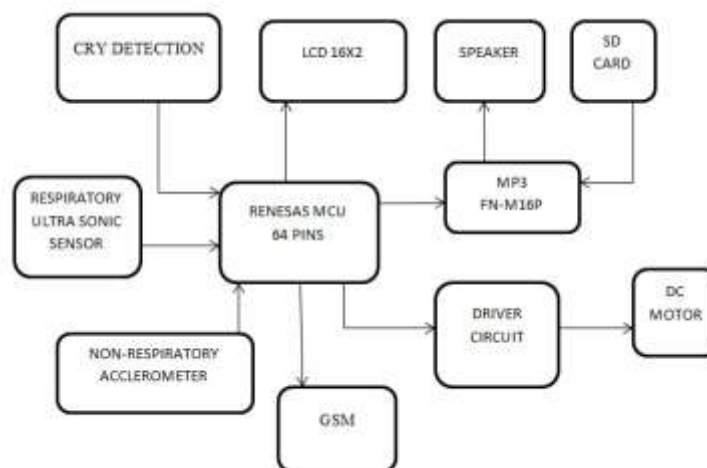 CRY DETECTION
LCD 16X2
SPEAKER
SD
CARD
RESPIRATORY
ULTRA SONIC
SENSOR
RENESAS MCU
64 PINS
MP3
FN-M16P
NON-RESPIRATORY
ACCLEROMETER
DRIVER
CIRCUIT
DC
MOTOR
GSM